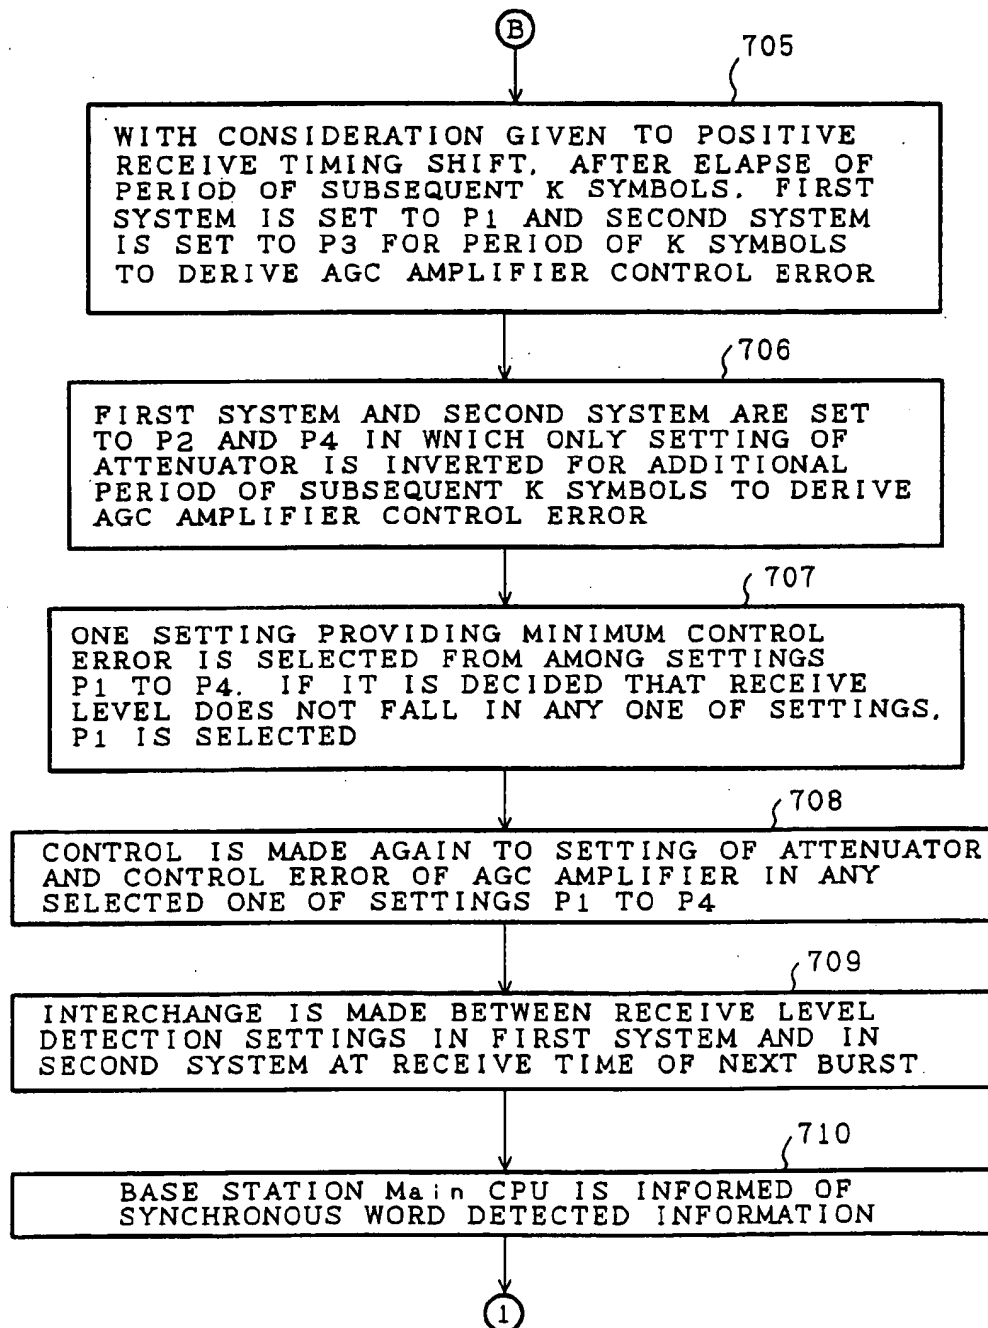 B
705
WITH CONSIDERATION GIVEN TO POSITIVE
RECEIVE TIMING SHIFT, AFTER ELAPSE OF
PERIOD OF SUBSEQUENT K SYMBOLS, FIRST
SYSTEM IS SET TO P1 AND SECOND SYSTEM
IS SET TO P3 FOR PERIOD OF K SYMBOLS
TO DERIVE AGC AMPLIFIER CONTROL ERROR
706
FIRST SYSTEM AND SECOND SYSTEM ARE SET
TO P2 AND P4 IN WNICH ONLY SETTING OF
ATTENUATOR IS INVERTED FOR ADDITIONAL
PERIOD OF SUBSEQUENT K SYMBOLS TO DERIVE
AGC AMPLIFIER CONTROL ERROR
707
ONE SETTING PROVIDING MINIMUM CONTROL
ERROR IS SELECTED FROM AMONG SETTINGS
P1 TO P4. IF IT IS DECIDED THAT RECEIVE
LEVEL DOES NOT FALL IN ANY ONE OF SETTINGS,
P1 IS SELECTED
708
CONTROL IS MADE AGAIN TO SETTING OF ATTENUATOR
AND CONTROL ERROR OF AGC AMPLIFIER IN ANY
SELECTED ONE OF SETTINGS P1 TO P4
709
INTERCHANGE IS MADE BETWEEN RECEIVE LEVEL
DETECTION SETTINGS IN FIRST SYSTEM AND IN
SECOND SYSTEM AT RECEIVE TIME OF NEXT BURST
710
BASE STATION Main CPU IS INFORMED OF
SYNCHRONOUS WORD DETECTED INFORMATION
1